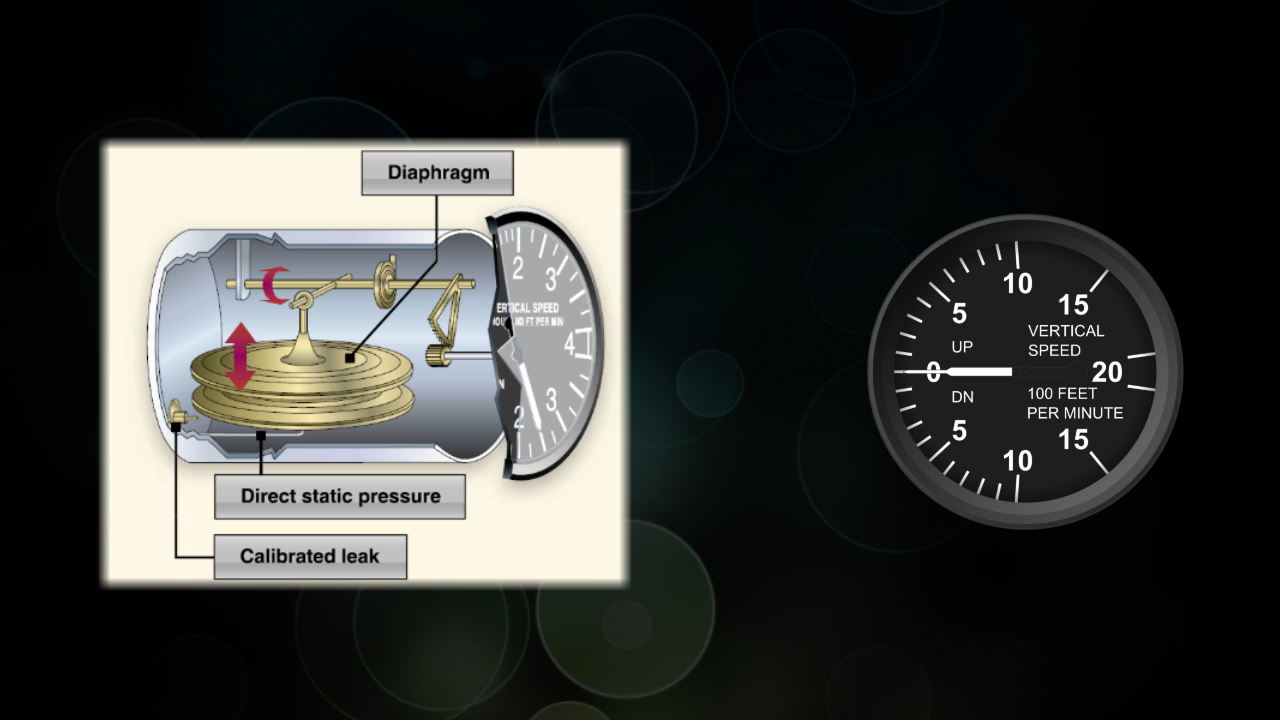 Diaphragm
2
3
VERTICAL SPEED
4
3
2
Direct static pressure
Calibrated leak
10
15
5
VERTICAL
SPEED
UP
0
20
DN
100 FEET
PER MINUTE
5
15
10